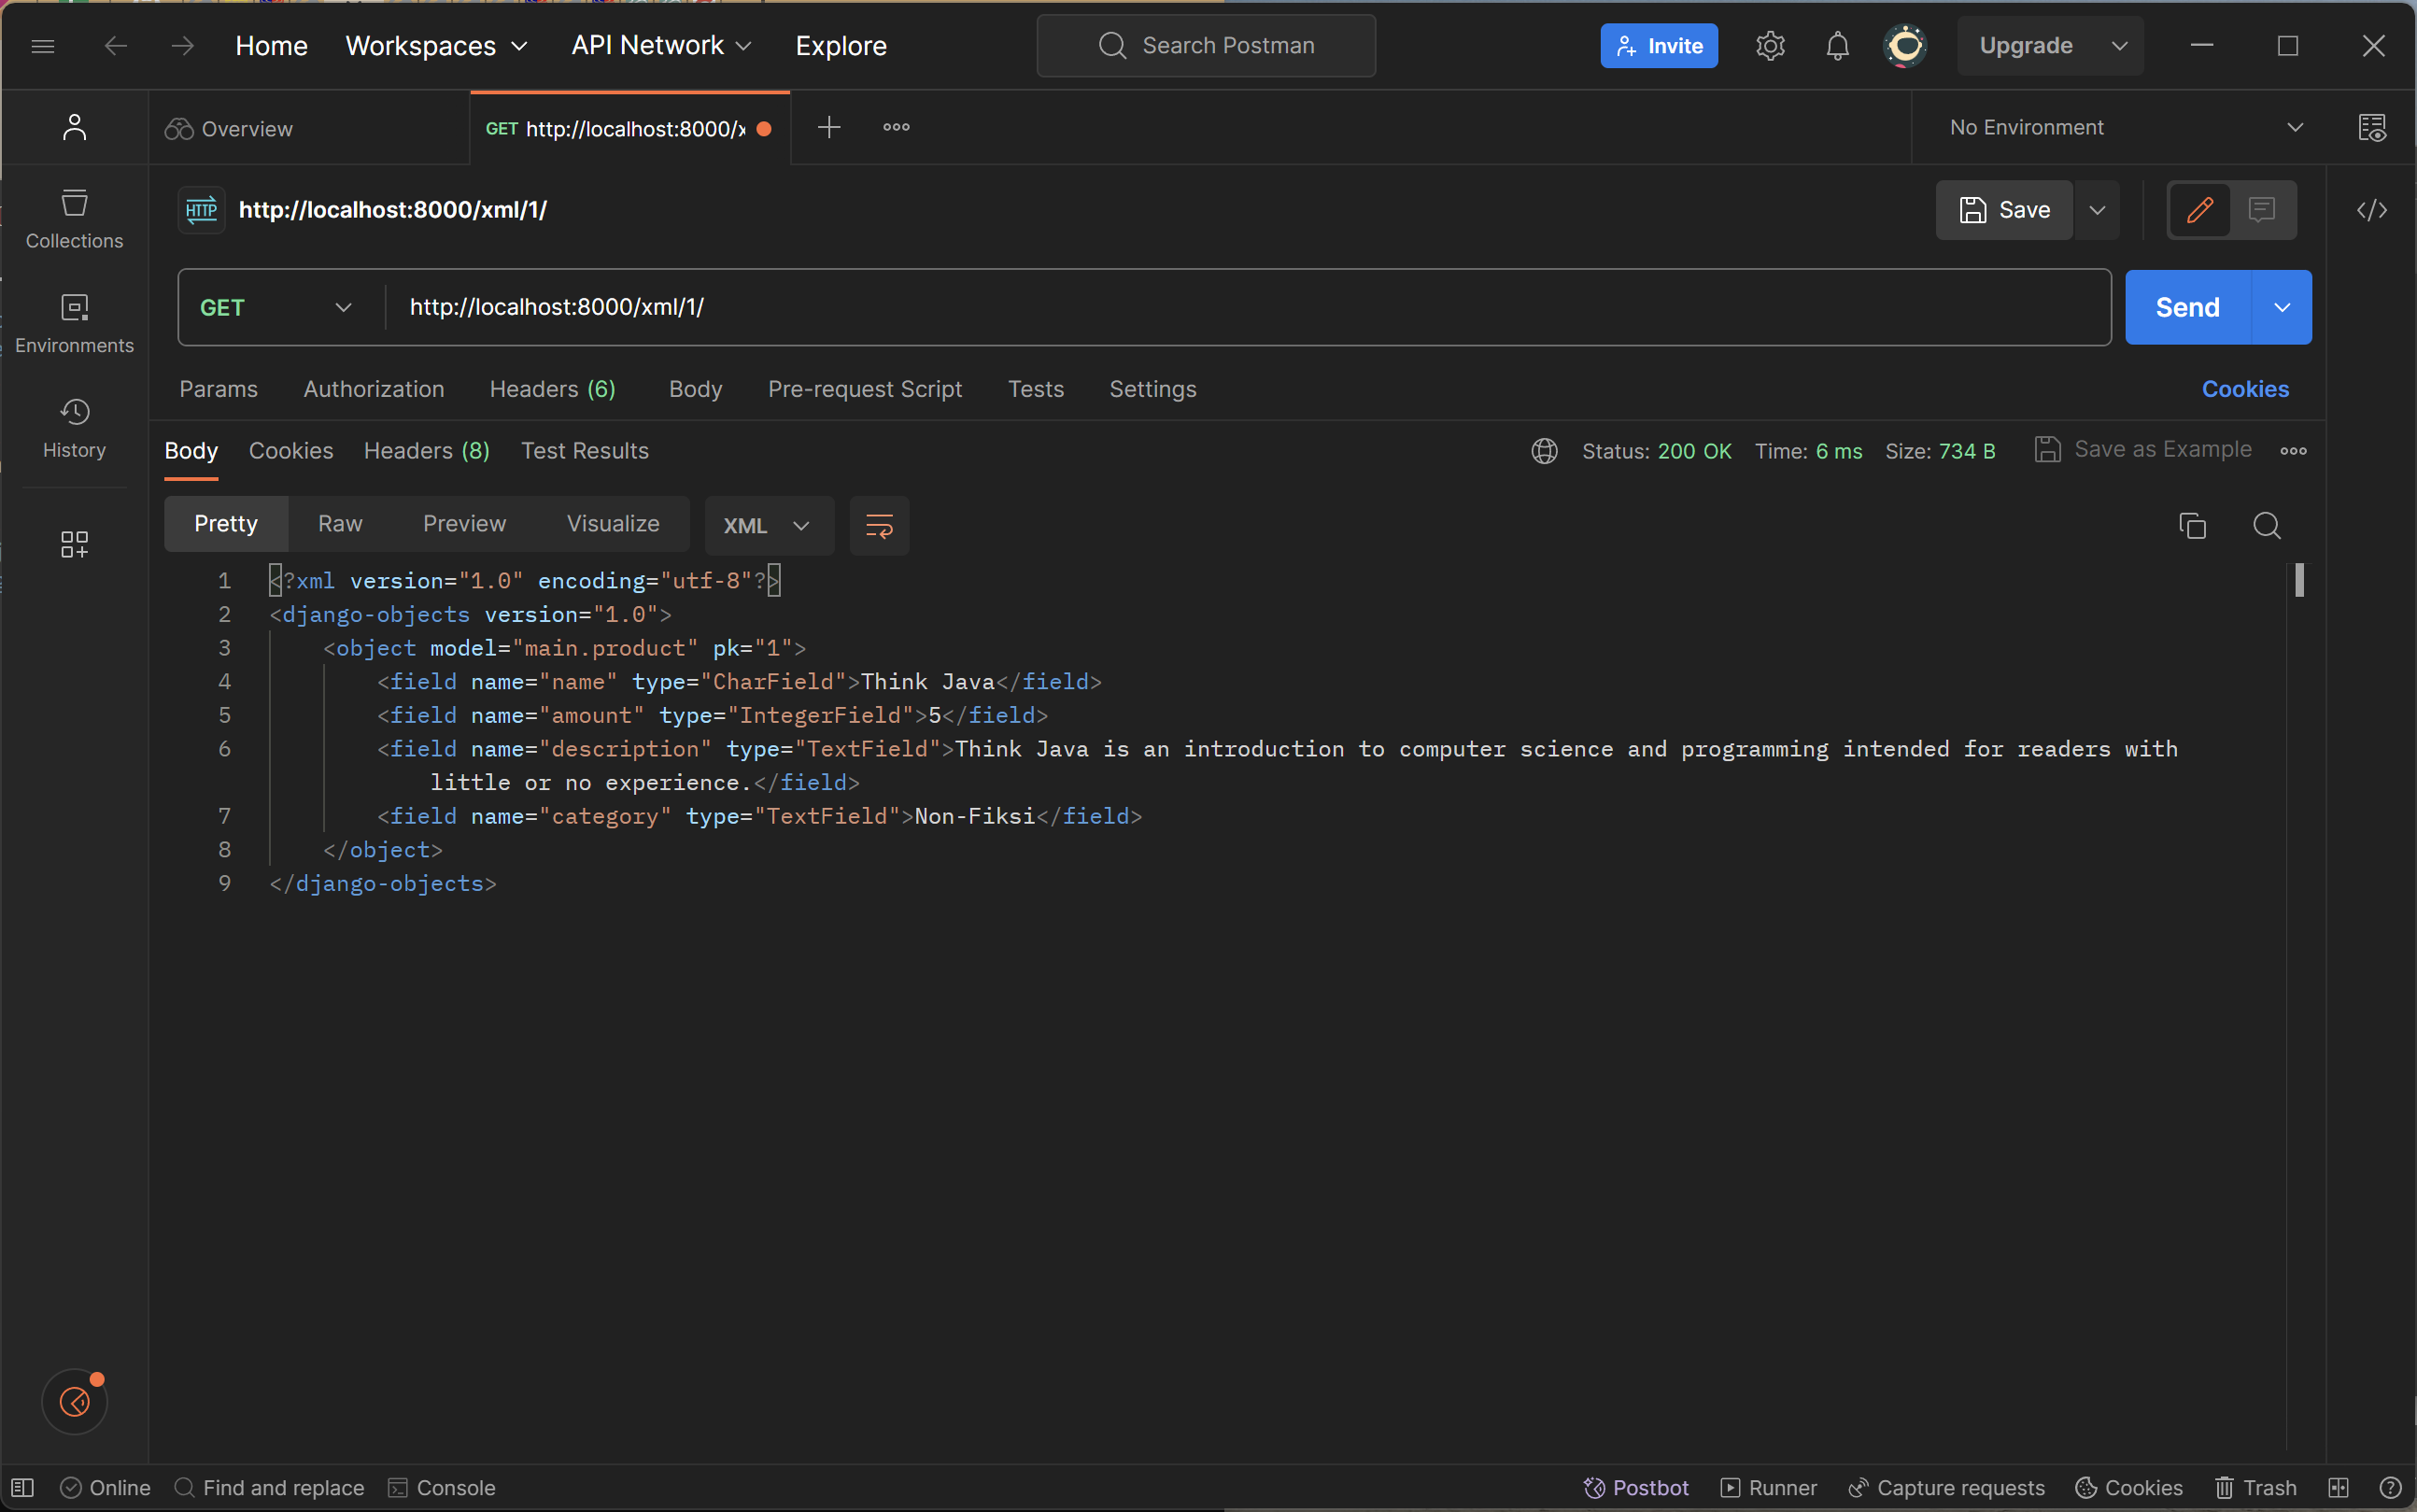 Home Workspaces API Network Explore Search Postman Invite Upgrade
Overview GET http://localhost:8000/x No Environment
HTTP http://localhost:8000/xml/1/ Save
Collections
GET http://localhost:8000/xml/1/ Send
Environments
Params Authorization Headers (6) Body Pre-request Script Tests Settings Cookies
History
Body Cookies Headers (8) Test Results Status: 200 OK Time: 6 ms Size: 734 B Save as Example
Pretty Raw Preview Visualize XML
1 <?xml version="1.0" encoding="utf-8"?>
2 <django-objects version="1.0">
3 <object model="main.product" pk="1">
4 <field name="name" type="CharField">Think Java</field>
5 <field name="amount" type="IntegerField">5</field>
6 <field name="description" type="TextField">Think Java is an introduction to computer science and programming intended for readers with
little or no experience.</field>
7 <field name="category" type="TextField">Non-Fiksi</field>
8 </object>
9 </django-objects>
Online Find and replace Console Postbot Runner Capture requests Cookies Trash